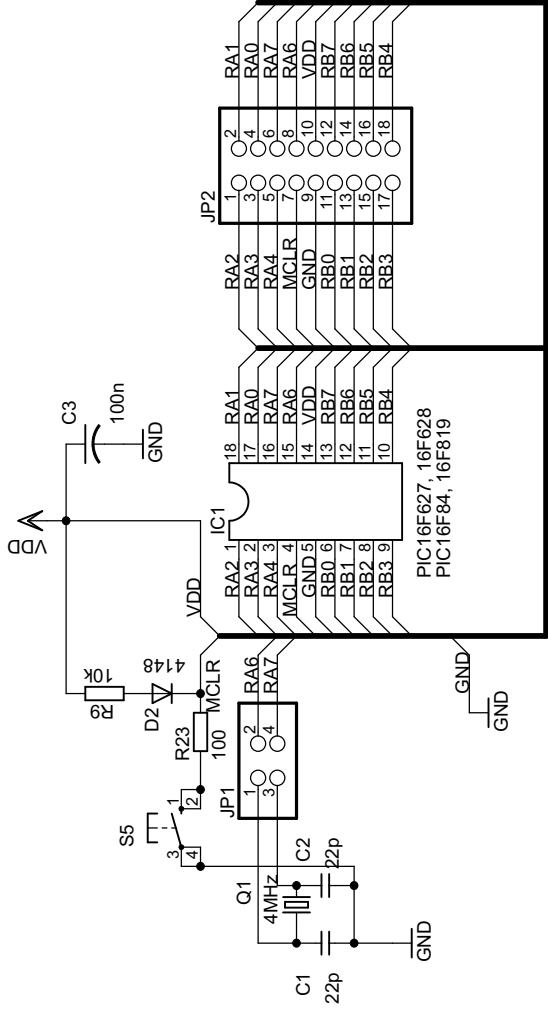 VDD
C3
100n
GND
R9
10k
D2
4148
VDD
MCLR
R23
100
S5
1
2
3
4
JP1
1
2
3
4
RA6
RA7
Q1
4MHz
C1
22p
C2
22p
GND
GND
GND
IC1
RA2 1
RA3 2
RA4 3
MCLR 4
GND 5
RB0 6
RB1 7
RB2 8
RB3 9
18 RA1
17 RA0
16 RA7
15 RA6
14 VDD
13 RB7
12 RB6
11 RB5
10 RB4
PIC16F627, 16F628
PIC16F84, 16F819
JP2
RA2 1 2 RA1
RA3 3 4 RA0
RA4 5 6 RA7
MCLR 7 8 RA6
GND 9 10 VDD
RB0 11 12 RB7
RB1 13 14 RB6
RB2 15 16 RB5
RB3 17 18 RB4